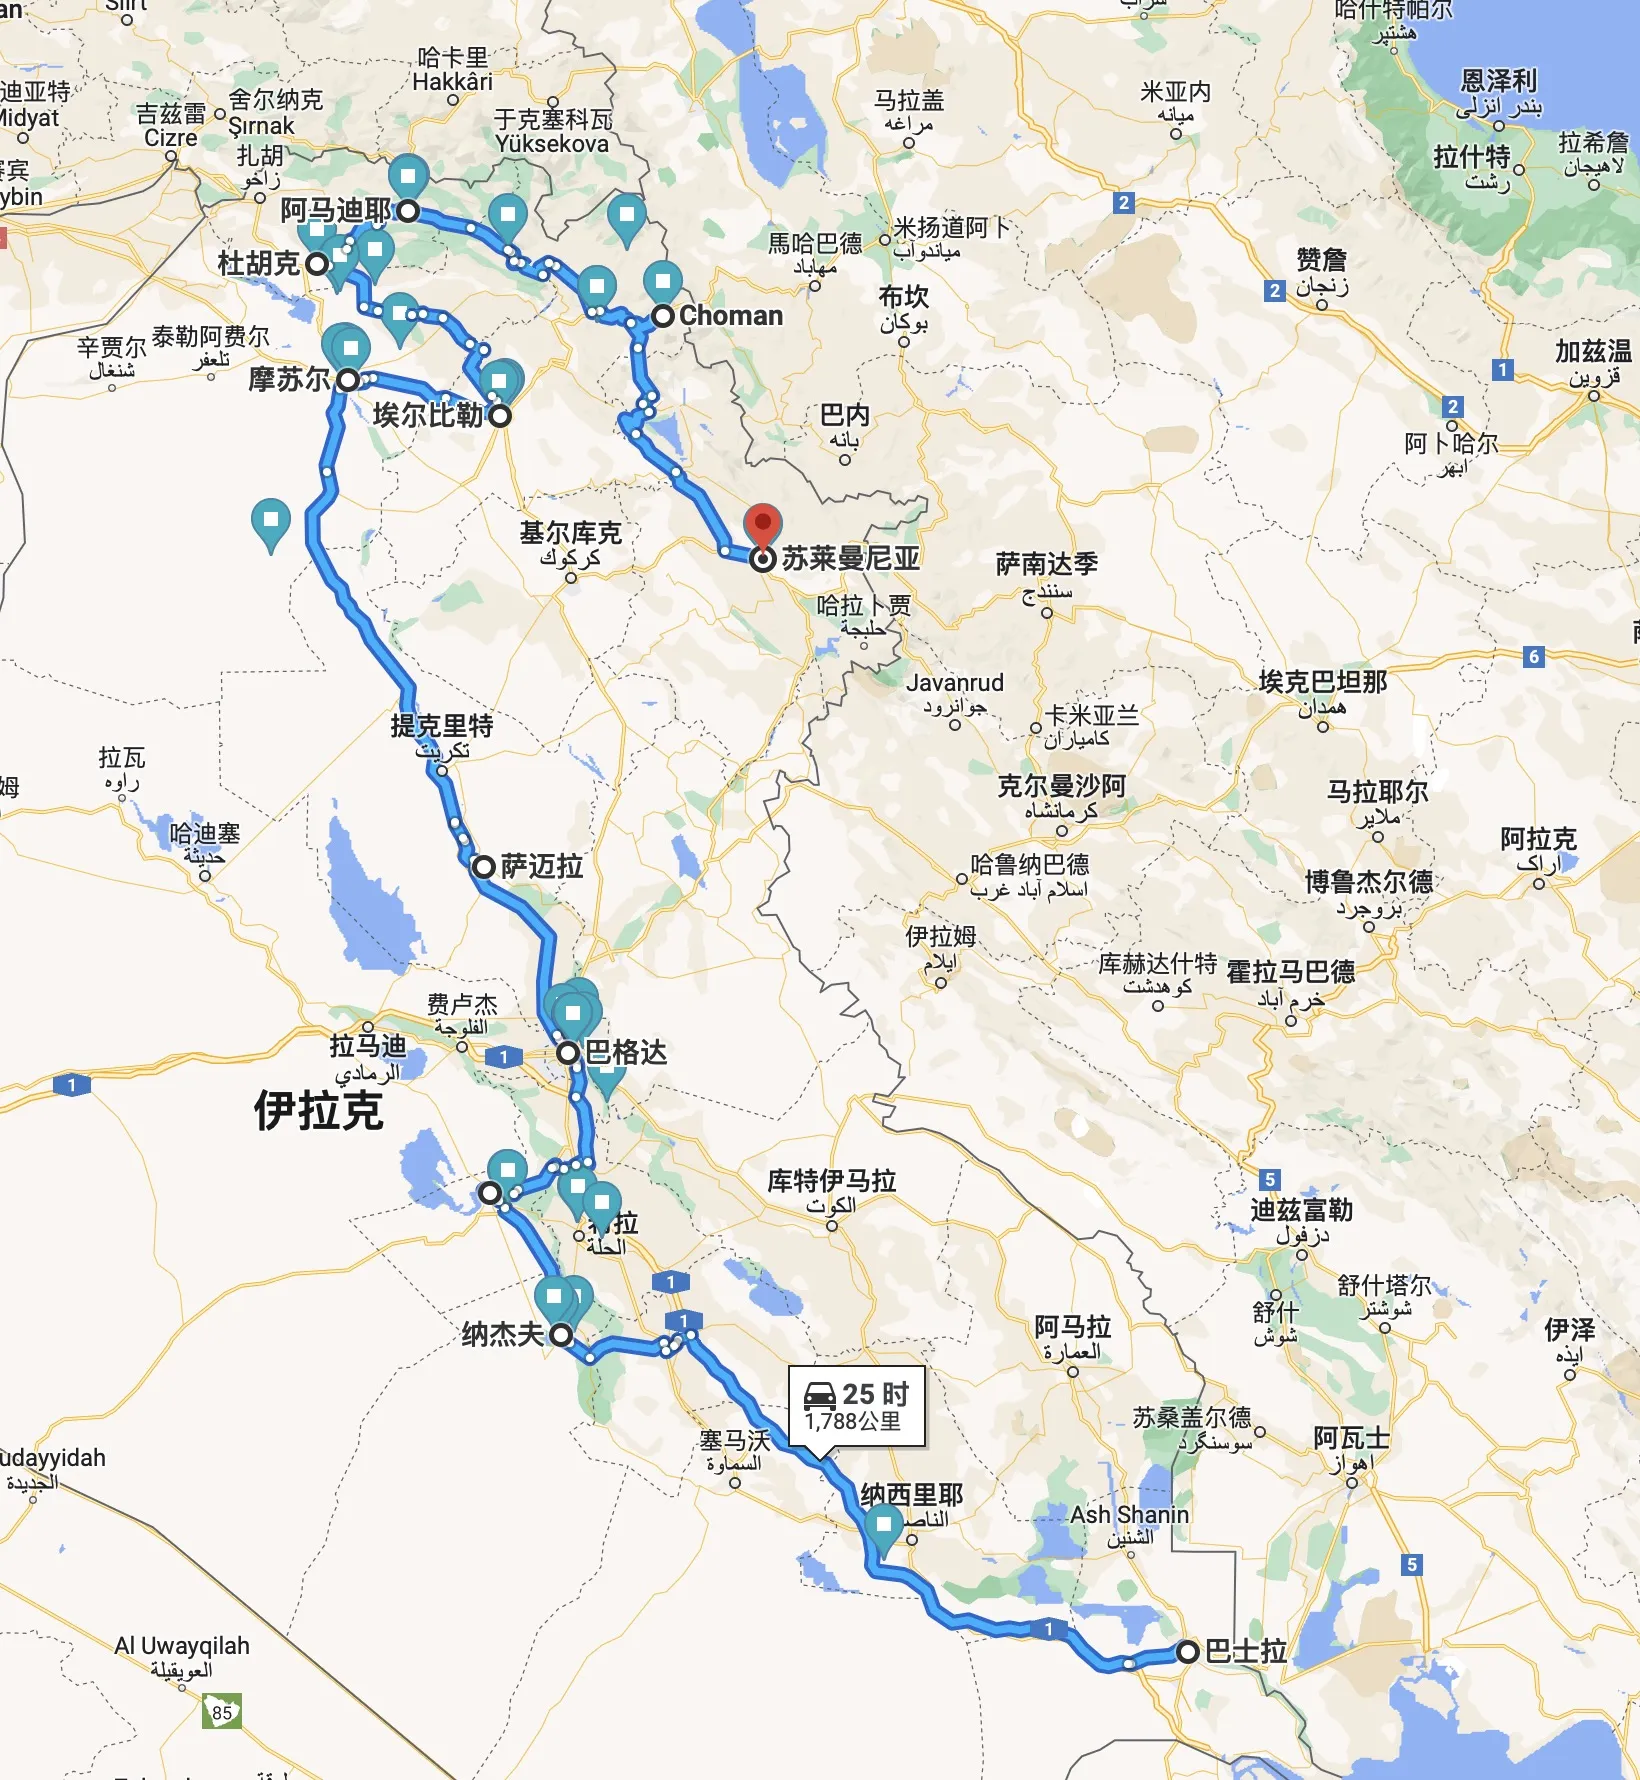 Siirt
an
哈卡里
Hakkâri
迪亚特
Midyat
吉兹雷
Cizre
舍尔纳克
Şırnak
于克塞科瓦
Yüksekova
扎胡
زاخو
ybin
阿马迪耶
杜胡克
Choman
辛贾尔
شنغال
泰勒阿费尔
تلعفر
摩苏尔
埃尔比勒
哈什特帕尔
هشتپر
恩泽利
بندر انزلی
马拉盖
مراغه
米亚内
میانه
拉什特
رشت
拉希詹
لاهیجان
2
馬哈巴德
مهاباد
米扬道阿卜
میاندوآب
赞詹
زنجان
2
布坎
بوکان
加兹温
قزوین
1
2
阿卜哈尔
ابهر
巴内
بانه
基尔库克
كركوك
苏莱曼尼亚
萨南达季
سنندج
哈拉卜贾
حلبجة
6
Javanrud
جوانرود
卡米亚兰
کامیاران
埃克巴坦那
همدان
提克里特
تكريت
拉瓦
راوه
姆
克尔曼沙阿
کرمانشاه
马拉耶尔
ملایر
哈迪塞
حديثة
萨迈拉
阿拉克
اراک
哈鲁纳巴德
اسلام آباد غرب
博鲁杰尔德
بروجرد
伊拉姆
ایلام
库赫达什特
کوهدشت
霍拉马巴德
خرم آباد
费卢杰
الفلوجة
拉马迪
الرمادي
1
巴格达
1
伊拉克
库特伊马拉
الكوت
5
迪兹富勒
دزفول
拉
الحلة
1
1
舒什
شوش
舒什塔尔
شوشتر
纳杰夫
阿马拉
العمارة
伊泽
ایذه
25 时
1,788公里
塞马沃
السماوة
苏桑盖尔德
سوسنگرد
阿瓦士
اهواز
udayyidah
الجديدة
纳西里耶
الناص
Ash Shanin
الشنين
5
1
巴士拉
Al Uwayqilah
العويقيلة
85